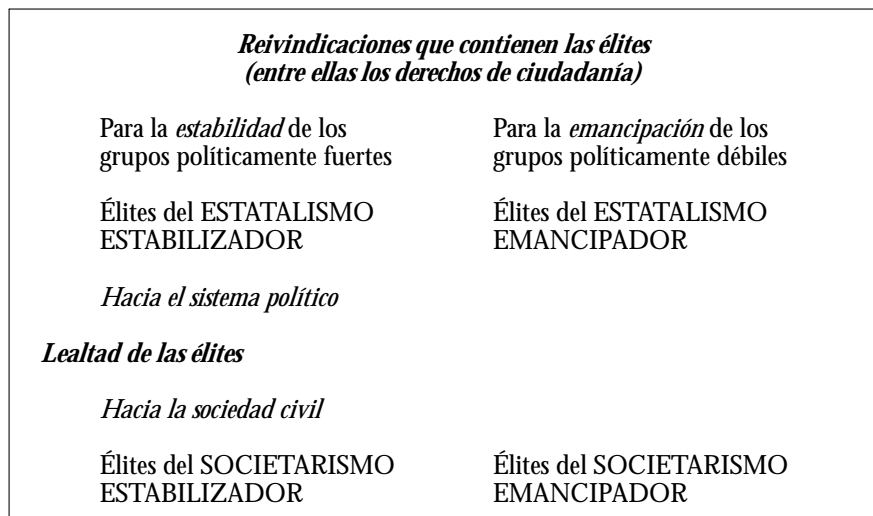 Reivindicaciones que contienen las élites
(entre ellas los derechos de ciudadanía)
Para la estabilidad de los
grupos políticamente fuertes
Para la emancipación de los
grupos políticamente débiles
Élites del ESTATALISMO
ESTABILIZADOR
Élites del ESTATALISMO
EMANCIPADOR
Hacia el sistema político
Lealtad de las élites
Hacia la sociedad civil
Élites del SOCIETARISMO
ESTABILIZADOR
Élites del SOCIETARISMO
EMANCIPADOR